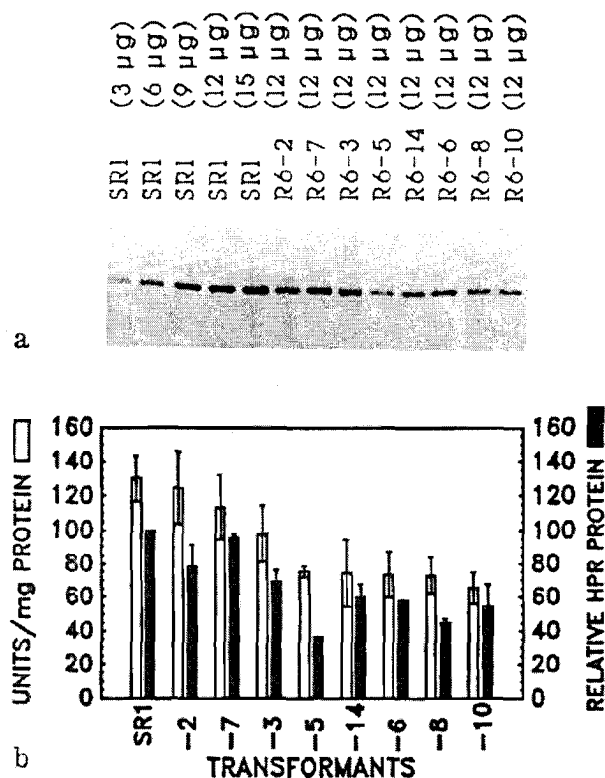 SR1 (3 µg)
SR1 (6 µg)
SR1 (9 µg)
SR1 (12 µg)
SR1 (15 µg)
R6-2 (12 µg)
R6-7 (12 µg)
R6-3 (12 µg)
R6-5 (12 µg)
R6-14 (12 µg)
R6-6 (12 µg)
R6-8 (12 µg)
R6-10 (12 µg)
a
UNITS/mg PROTEIN
160
140
120
100
80
60
40
20
0
160
140
120
100
80
60
40
20
0
RELATIVE HPR PROTEIN
SR1
-2
-7
-3
-5
-14
-6
-8
-10
b
TRANSFORMANTS